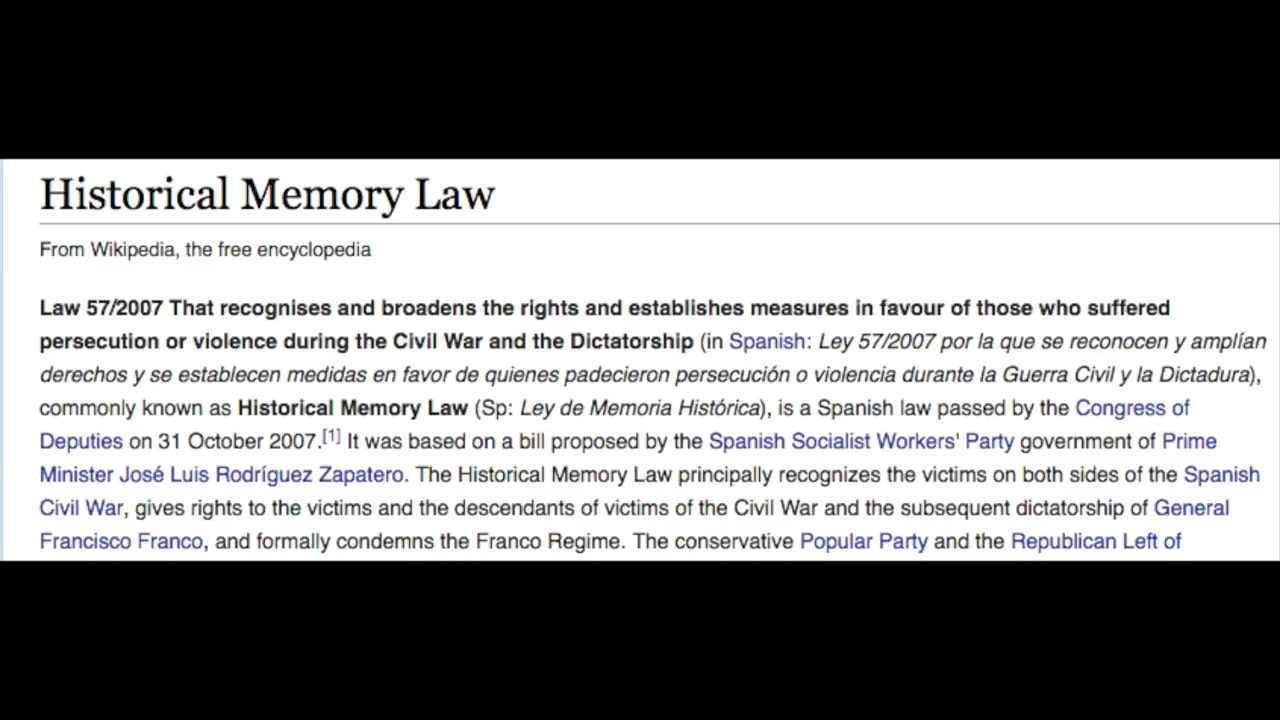 Historical Memory Law
From Wikipedia, the free encyclopedia
Law 57/2007 That recognises and broadens the rights and establishes measures in favour of those who suffered
persecution or violence during the Civil War and the Dictatorship (in Spanish: Ley 57/2007 por la que se reconocen y amplían
derechos y se establecen medidas en favor de quienes padecieron persecución o violencia durante la Guerra Civil y la Dictadura),
commonly known as Historical Memory Law (Sp: Ley de Memoria Histórica), is a Spanish law passed by the Congress of
Deputies on 31 October 2007.[1] It was based on a bill proposed by the Spanish Socialist Workers' Party government of Prime
Minister José Luis Rodríguez Zapatero. The Historical Memory Law principally recognizes the victims on both sides of the Spanish
Civil War, gives rights to the victims and the descendants of victims of the Civil War and the subsequent dictatorship of General
Francisco Franco, and formally condemns the Franco Regime. The conservative Popular Party and the Republican Left of